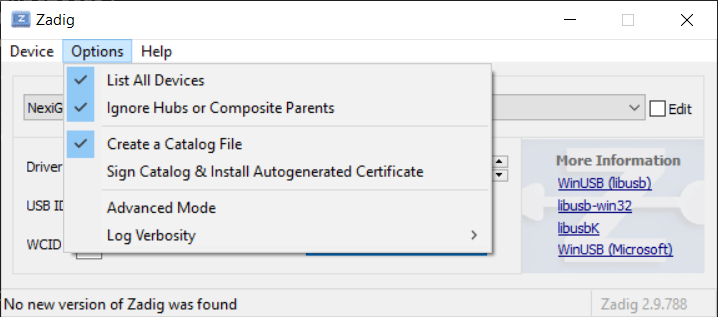 Zadig
Device Options Help
List All Devices
Ignore Hubs or Composite Parents
Create a Catalog File
Sign Catalog & Install Autogenerated Certificate
Advanced Mode
Log Verbosity
Edit
Driver
USB ID
WCID
More Information
WinUSB (libusb)
libusb-win32
libusbK
WinUSB (Microsoft)
No new version of Zadig was found
Zadig 2.9.788